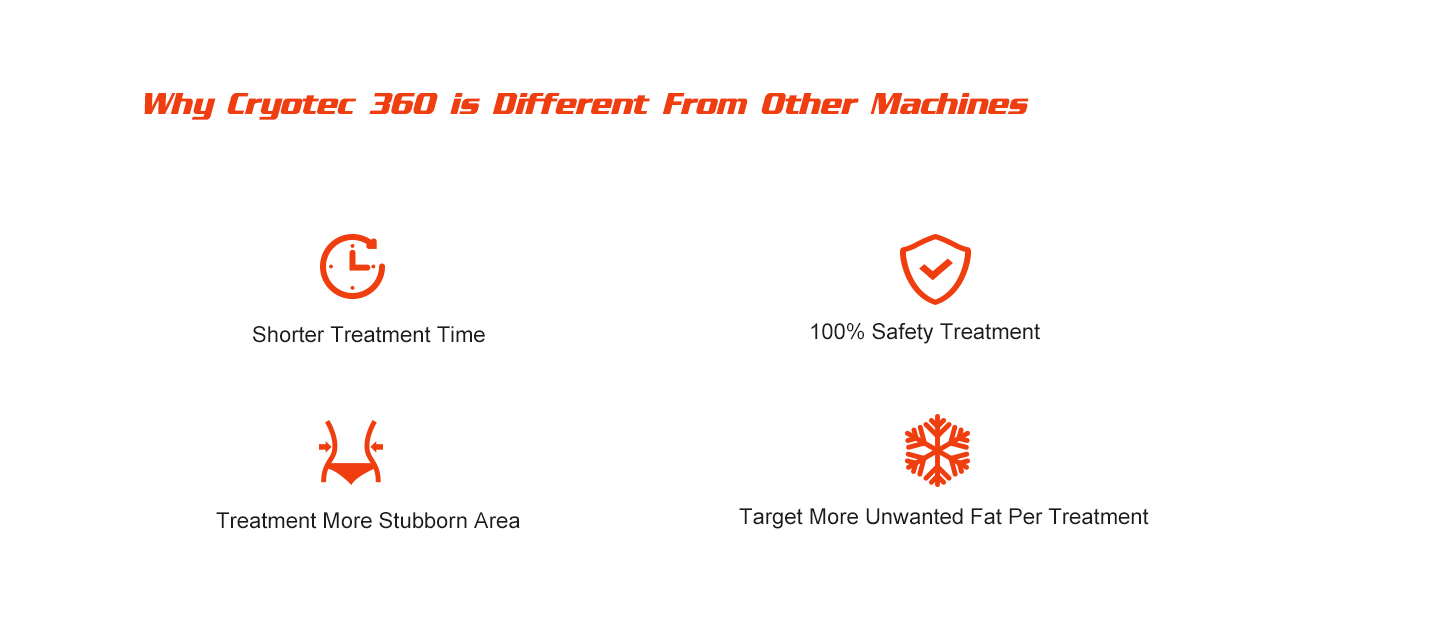 Why Cryotec 360 is Different From Other Machines
Shorter Treatment Time
100% Safety Treatment
Treatment More Stubborn Area
Target More Unwanted Fat Per Treatment